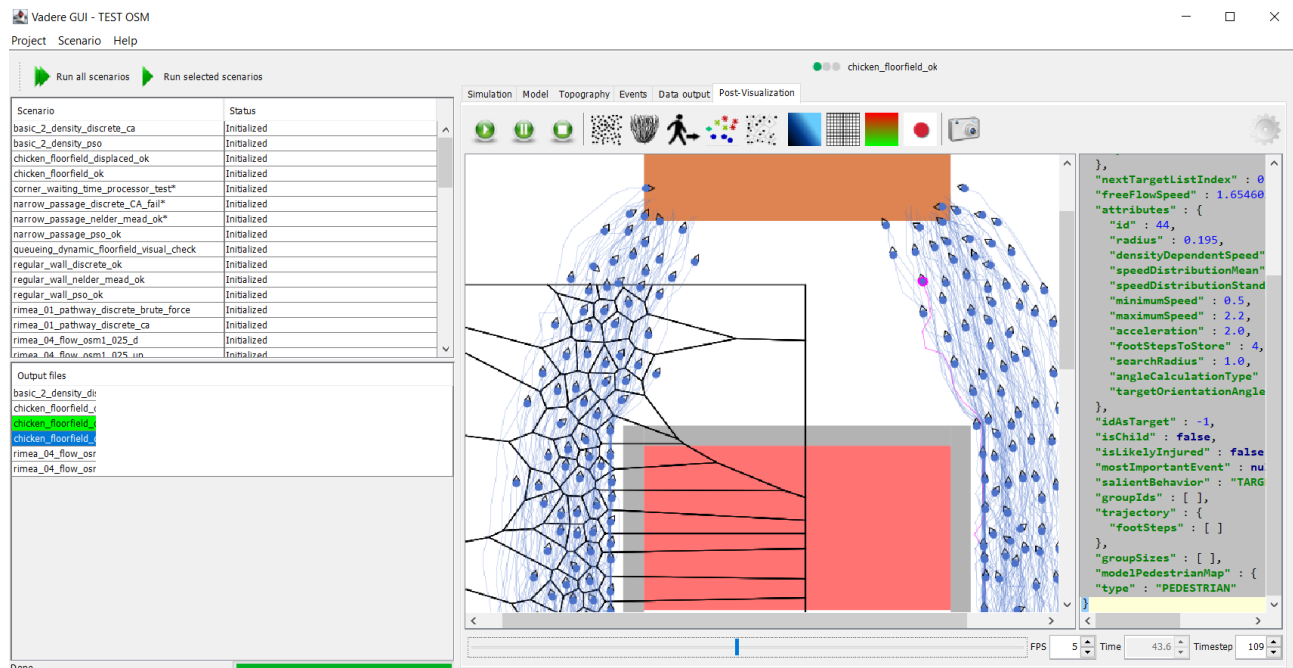 Vadere GUI - TEST OSM
Project Scenario Help
Run all scenarios Run selected scenarios
chicken_floorfield_ok
Simulation Model Topography Events Data output Post-Visualization
Scenario Status
basic_2_density_discrete_ca Initialized
basic_2_density_pso Initialized
chicken_floorfield_displaced_ok Initialized
chicken_floorfield_ok Initialized
corner_waiting_time_processor_test* Initialized
narrow_passage_discrete_CA_fail* Initialized
narrow_passage_nelder_mead_ok* Initialized
narrow_passage_pso_ok Initialized
queueing_dynamic_floorfield_visual_check Initialized
regular_wall_discrete_ok Initialized
regular_wall_nelder_mead_ok Initialized
regular_wall_pso_ok Initialized
rimea_01_pathway_discrete_brute_force Initialized
rimea_01_pathway_discrete_ca Initialized
rimea_04_flow_osm1_025_d Initialized
rimea_04_flow_osm1_025_un Initialized
Output files
basic_2_density_dis
chicken_floorfield_
chicken_floorfield_
chicken_floorfield_
rimea_04_flow_osr
rimea_04_flow_osr
},
"nextTargetListIndex" : 0
"freeFlowSpeed" : 1.65460
"attributes" : {
"id" : 44,
"radius" : 0.195,
"densityDependentSpeed"
"speedDistributionMean"
"speedDistributionStand
"minimumSpeed" : 0.5,
"maximumSpeed" : 2.2,
"acceleration" : 2.0,
"footStepsToStore" : 4,
"searchRadius" : 1.0,
"angleCalculationType"
"targetOrientationAngle
},
"idAsTarget" : -1,
"isChild" : false,
"isLikelyInjured" : false
"mostImportantEvent" : nu
"salientBehavior" : "TARG
"groupIds" : [ ],
"trajectory" : {
"footSteps" : [ ]
},
"groupSizes" : [ ],
"modelPedestrianMap" : {
"type" : "PEDESTRIAN"
}
FPS 5 Time 43.6 Timestep 109
Done